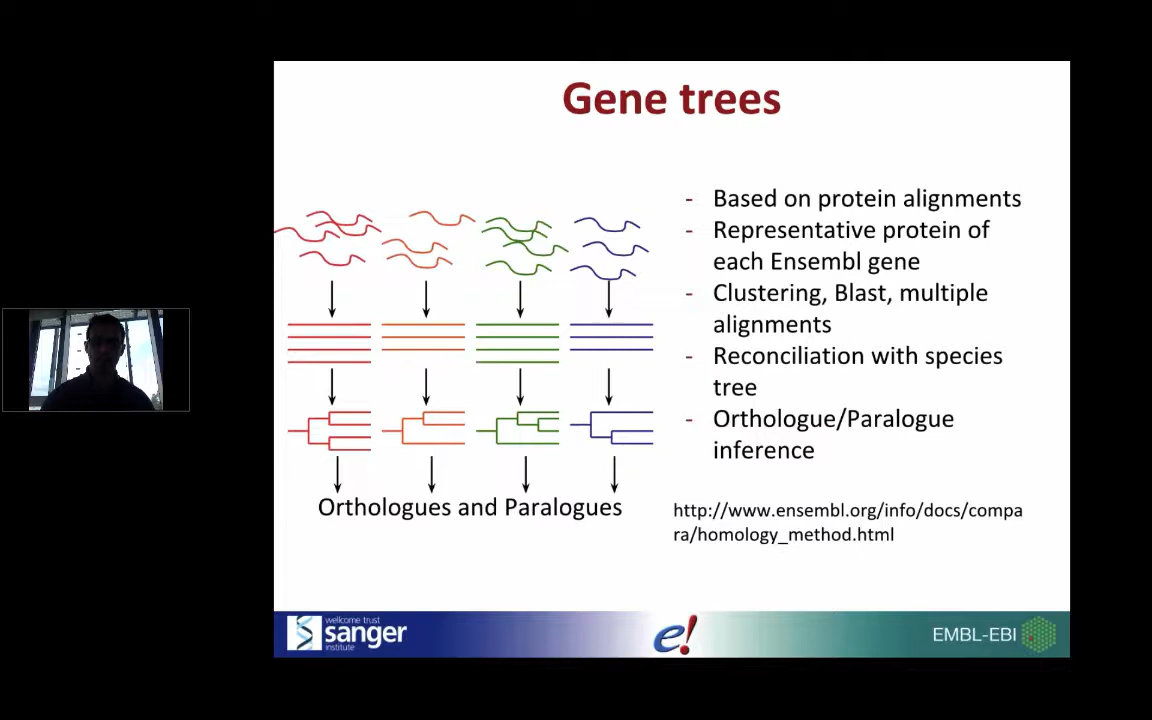 Gene trees
- Based on protein alignments
- Representative protein of
each Ensembl gene
- Clustering, Blast, multiple
alignments
- Reconciliation with species
tree
- Orthologue/Paralogue
inference
Orthologues and Paralogues
http://www.ensembl.org/info/docs/compa
ra/homology_method.html
wellcome trust
sanger
institute
e!
EMBL-EBI